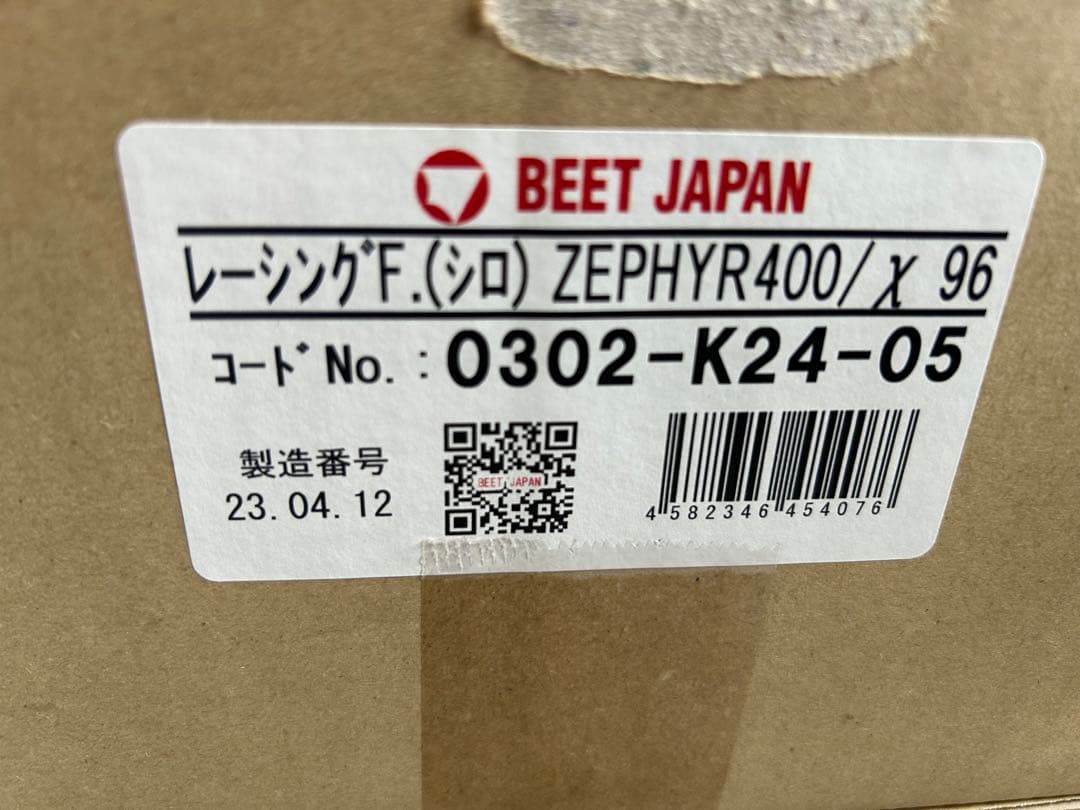 BEET JAPAN
レーシングF.(シロ) ZEPHYR400/χ 96
コードNo.:0302-K24-05
製造番号
23.04.12
BEET JAPAN
4 582346 454076